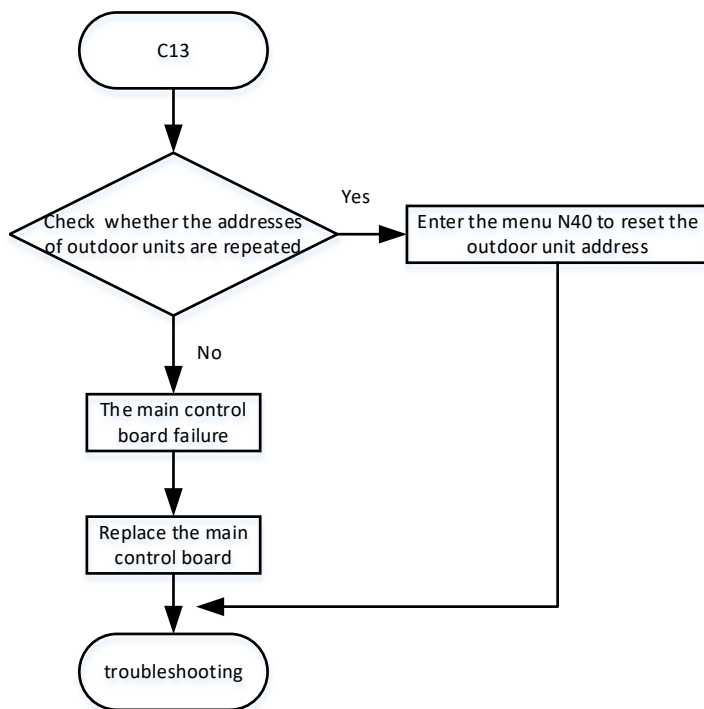 C13
Check whether the addresses
of outdoor units are repeated
Yes
Enter the menu N40 to reset the
outdoor unit address
No
The main control
board failure
Replace the main
control board
troubleshooting